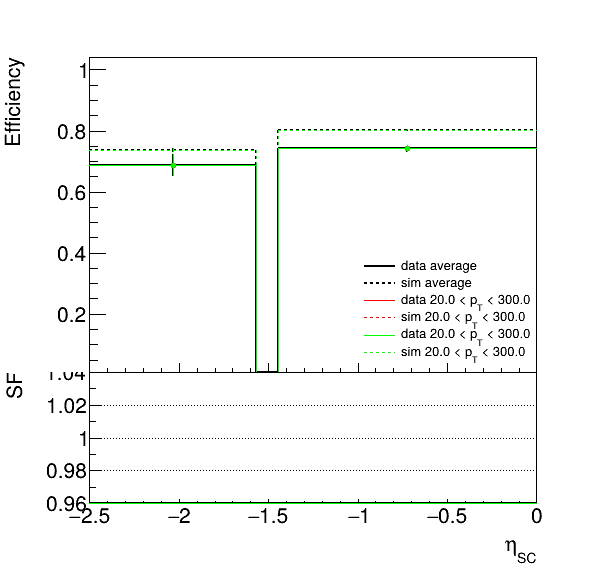 Efficiency
1
0.8
0.6
0.4
0.2
data average
sim average
data 20.0 < p_T < 300.0
sim 20.0 < p_T < 300.0
data 20.0 < p_T < 300.0
sim 20.0 < p_T < 300.0
SF
1.04
1.02
1
0.98
0.96
−2.5 −2 −1.5 −1 −0.5 0
η_SC